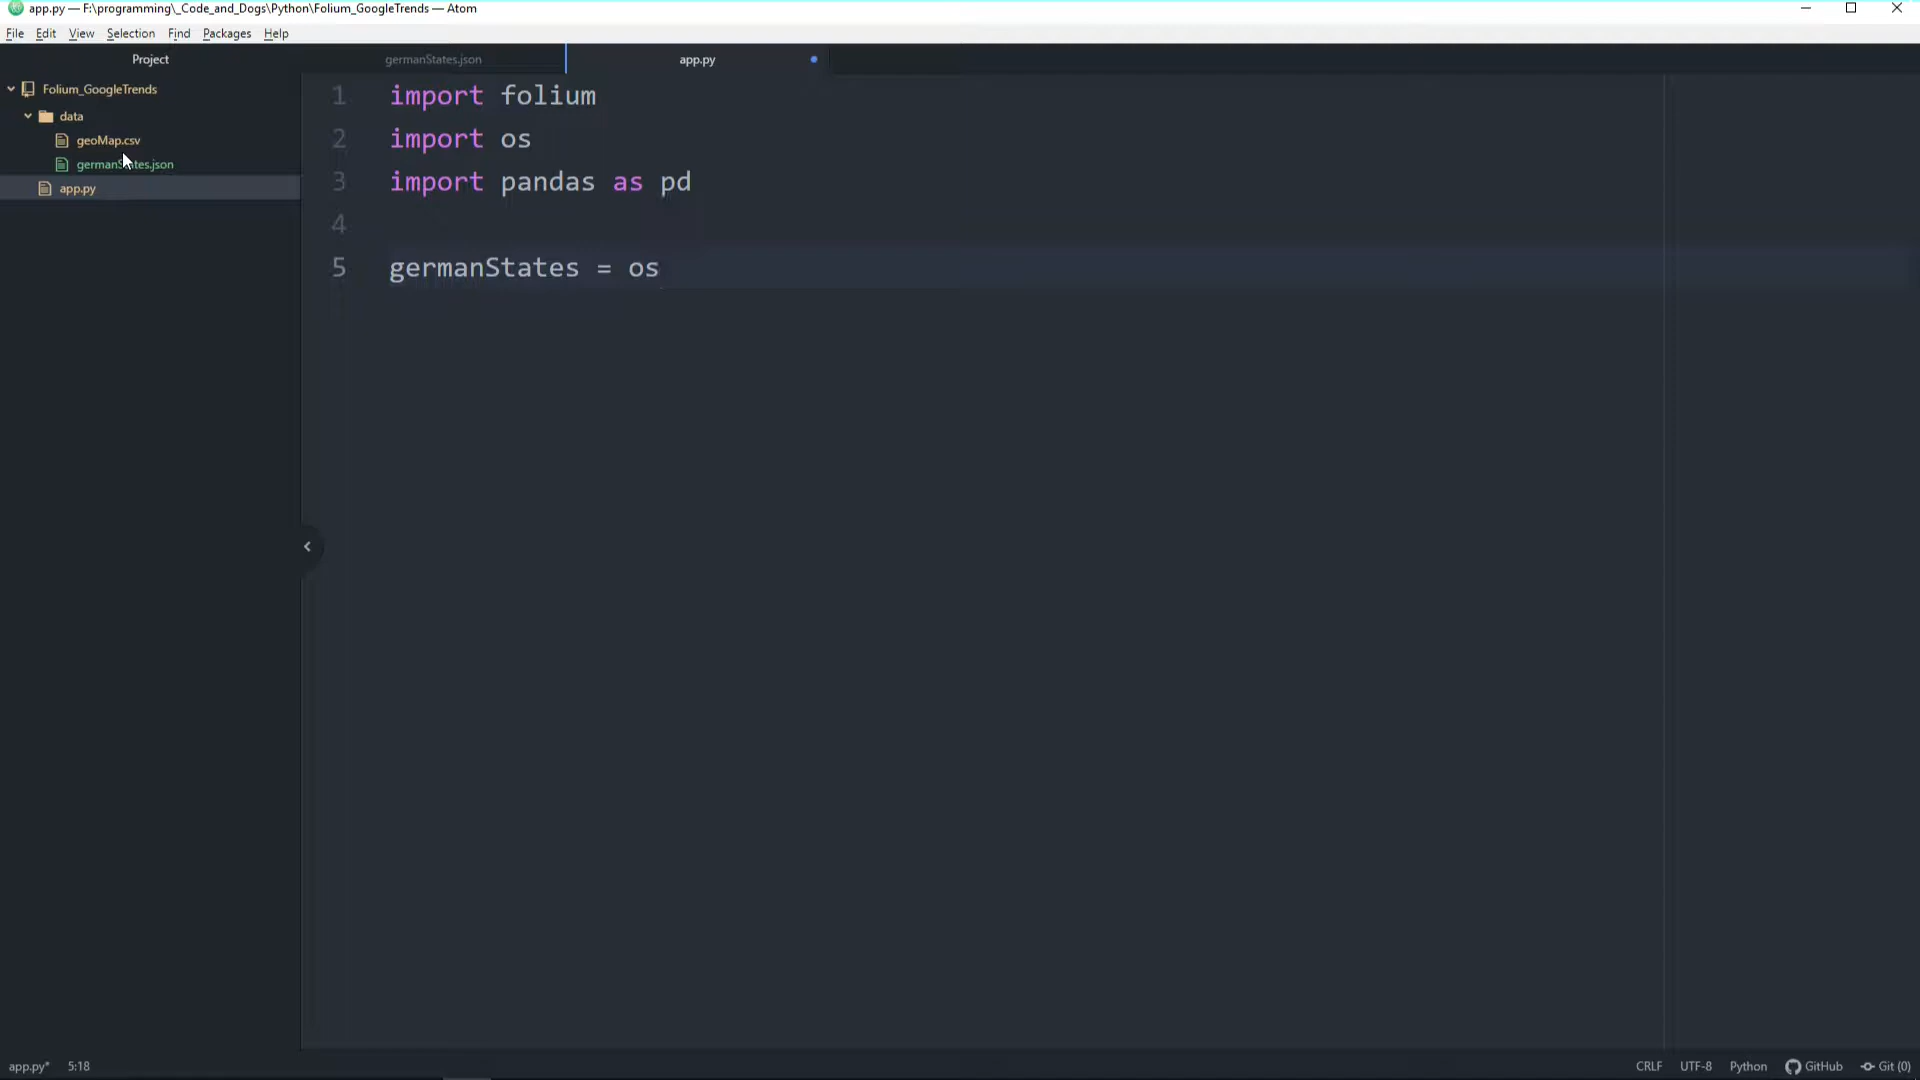 app.py — F:\programming\_Code_and_Dogs\Python\Folium_GoogleTrends — Atom
File Edit View Selection Find Packages Help
Project
germanStates.json
app.py
Folium_GoogleTrends
data
geoMap.csv
germanStates.json
app.py
1 import folium
2 import os
3 import pandas as pd
4
5 germanStates = os
app.py* 5:18
CRLF UTF-8 Python GitHub Git (0)